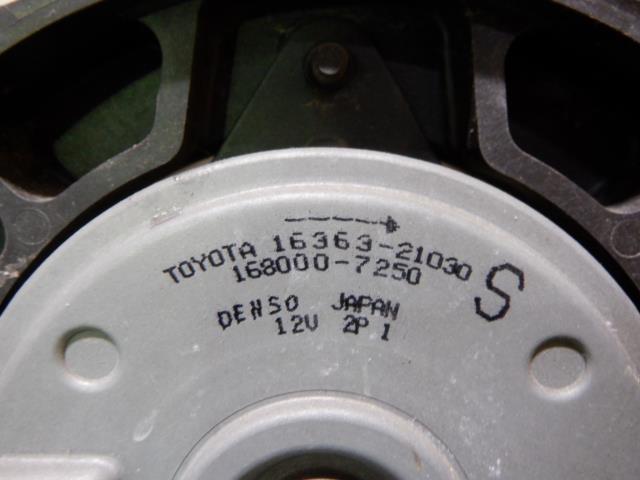 TOYOTA 16363-21030
168000-7250
S
DENSO JAPAN
12V 2P 1